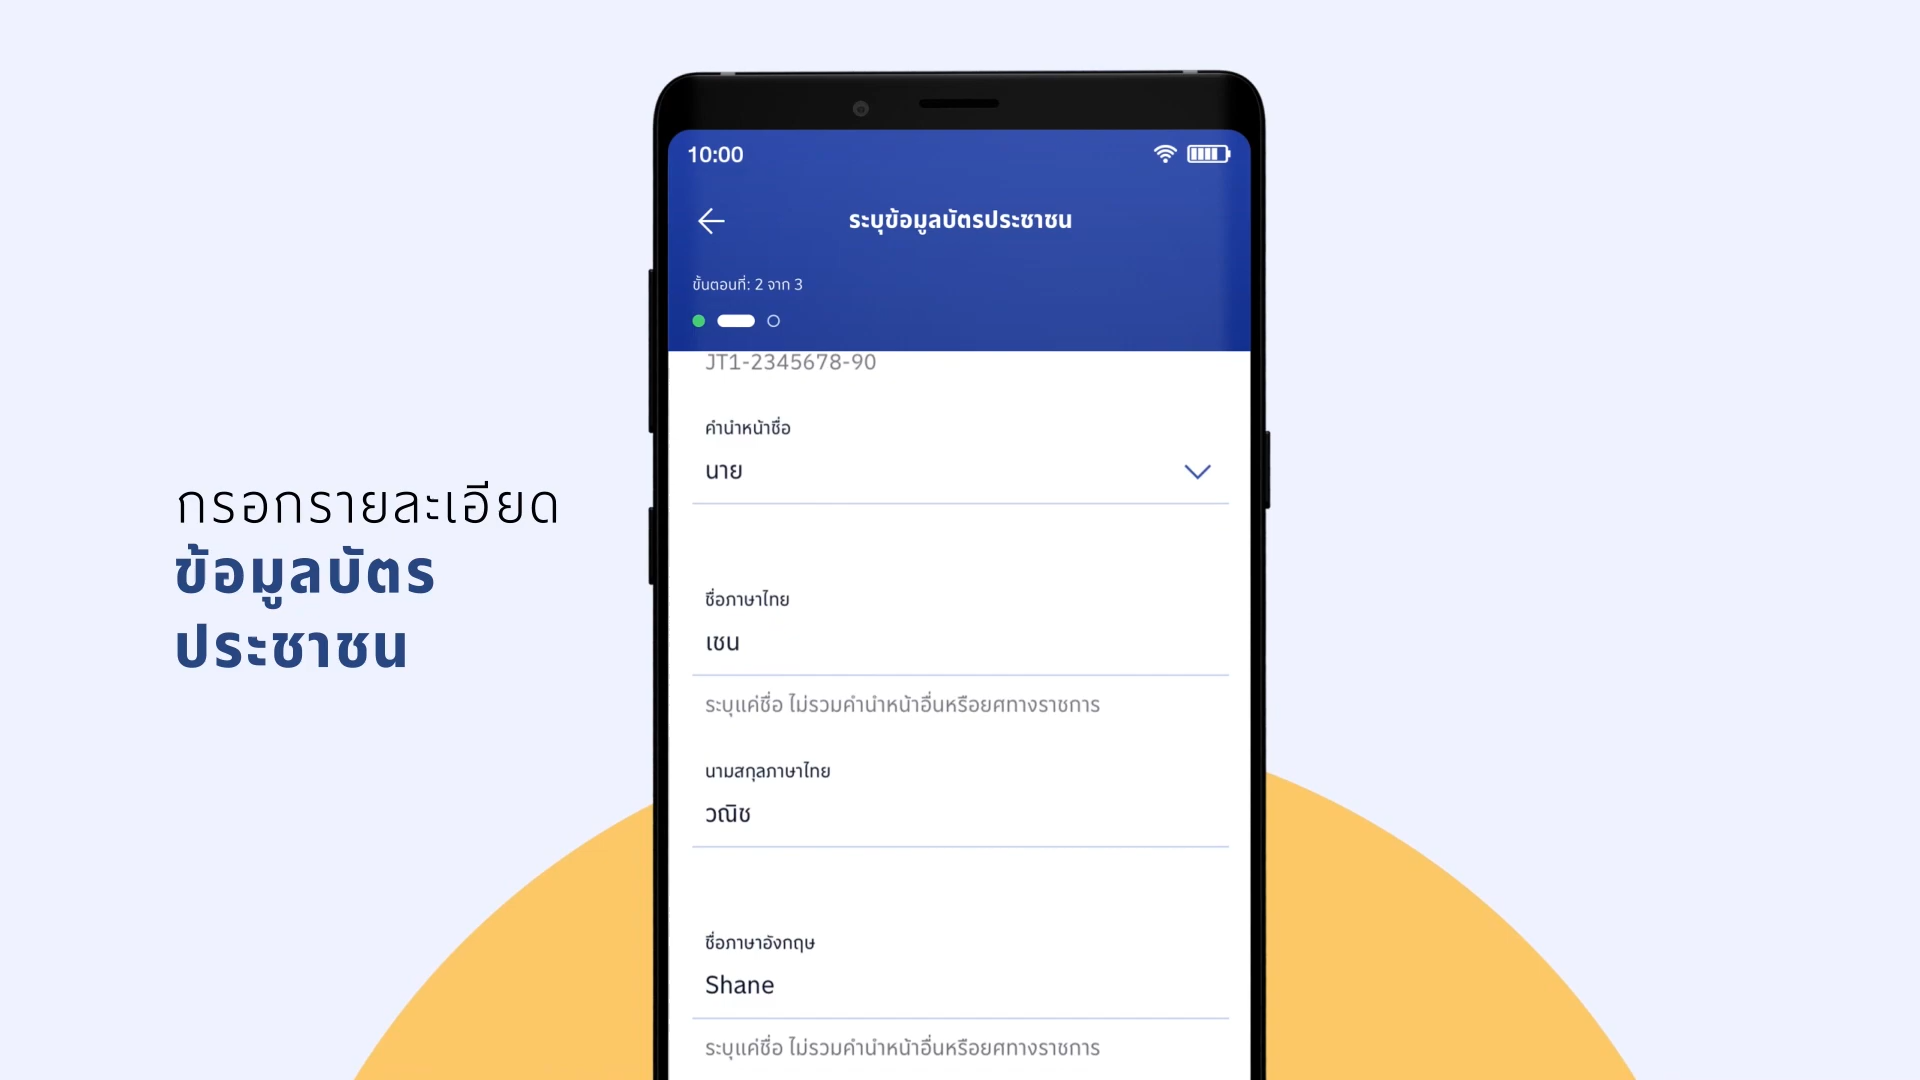 กรอกรายละเอียด
ข้อมูลบัตร
ประชาชน
10:00
ระบุข้อมูลบัตรประชาชน
ขั้นตอนที่: 2 จาก 3
JT1-2345678-90
คำนำหน้าชื่อ
นาย
ชื่อภาษาไทย
เชน
ระบุแค่ชื่อ ไม่รวมคำนำหน้าอื่นหรือยศทางราชการ
นามสกุลภาษาไทย
วณิช
ชื่อภาษาอังกฤษ
Shane
ระบุแค่ชื่อ ไม่รวมคำนำหน้าอื่นหรือยศทางราชการ